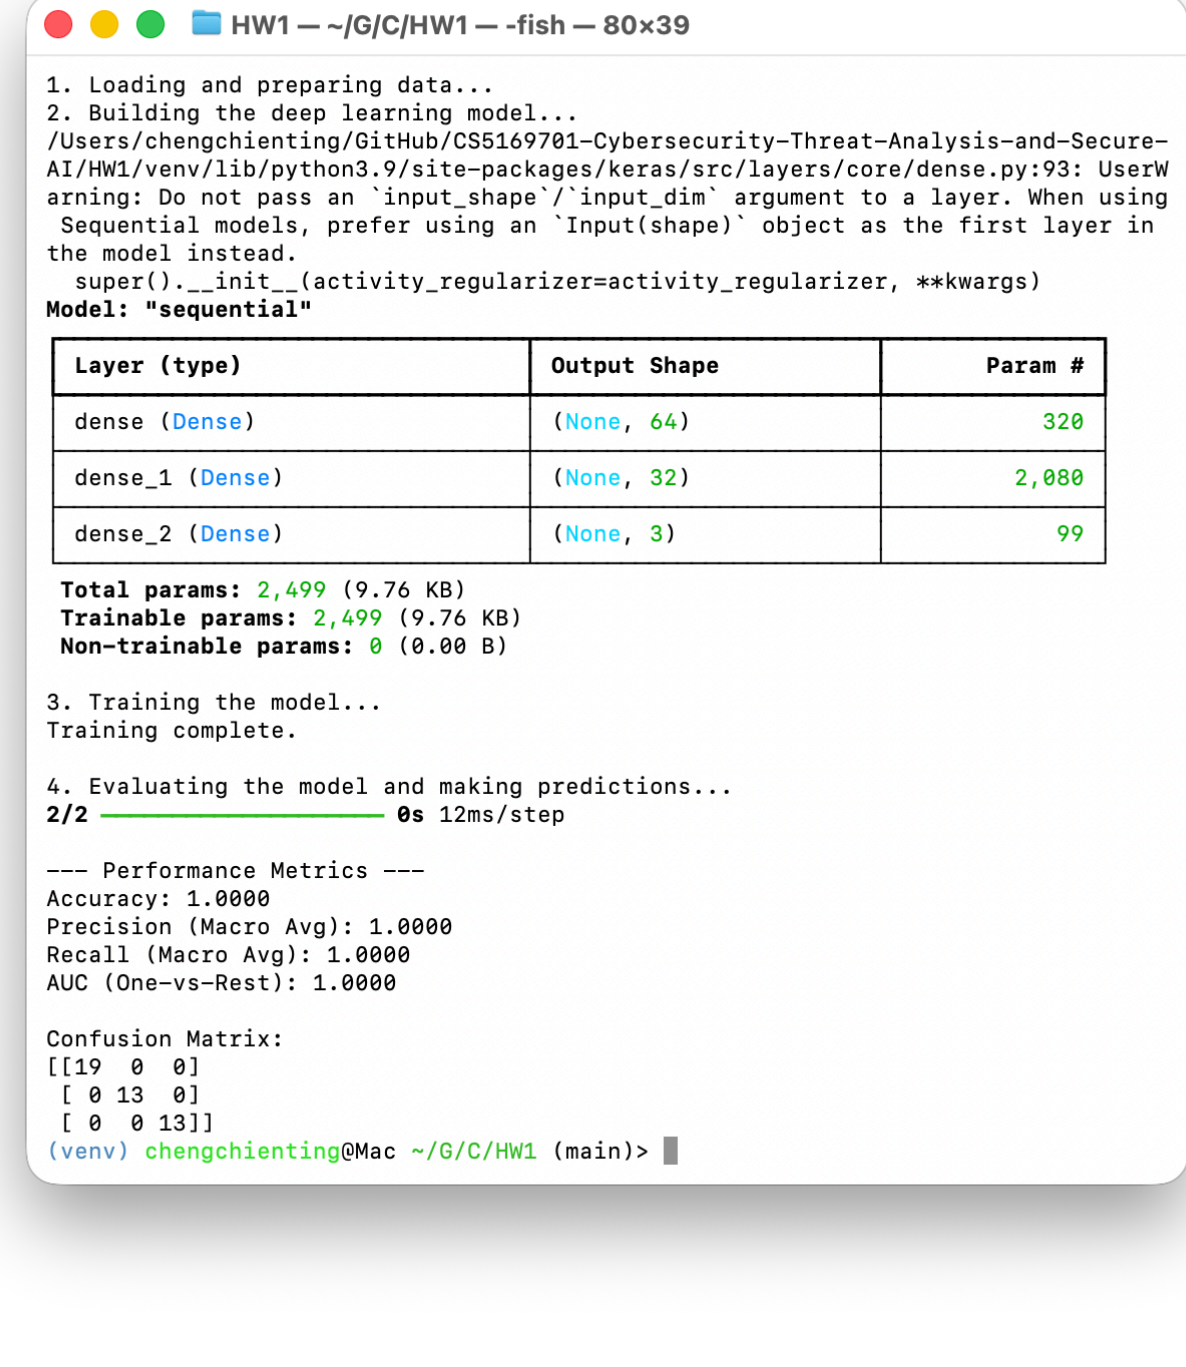 HW1 — ~/G/C/HW1 — -fish — 80×39
1. Loading and preparing data...
2. Building the deep learning model...
/Users/chengchienting/GitHub/CS5169701-Cybersecurity-Threat-Analysis-and-Secure-
AI/HW1/venv/lib/python3.9/site-packages/keras/src/layers/core/dense.py:93: UserW
arning: Do not pass an `input_shape`/`input_dim` argument to a layer. When using
 Sequential models, prefer using an `Input(shape)` object as the first layer in
the model instead.
  super().__init__(activity_regularizer=activity_regularizer, **kwargs)
Model: "sequential"
Layer (type) Output Shape Param #
dense (Dense) (None, 64) 320
dense_1 (Dense) (None, 32) 2,080
dense_2 (Dense) (None, 3) 99
Total params: 2,499 (9.76 KB)
Trainable params: 2,499 (9.76 KB)
Non-trainable params: 0 (0.00 B)
3. Training the model...
Training complete.
4. Evaluating the model and making predictions...
2/2 0s 12ms/step
--- Performance Metrics ---
Accuracy: 1.0000
Precision (Macro Avg): 1.0000
Recall (Macro Avg): 1.0000
AUC (One-vs-Rest): 1.0000
Confusion Matrix:
[[19  0  0]
 [ 0 13  0]
 [ 0  0 13]]
(venv) chengchienting@Mac ~/G/C/HW1 (main)>